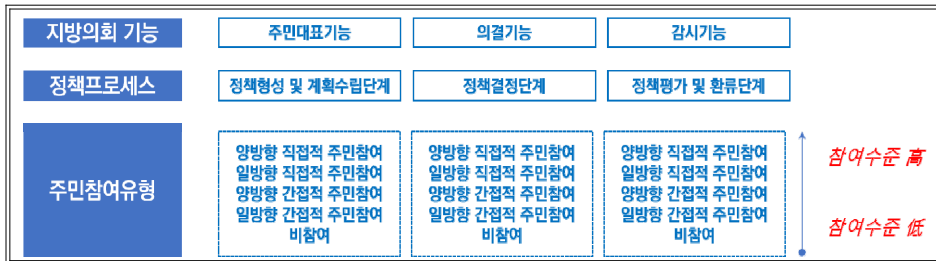 지방의회 기능 주민대표기능 의결기능 감시기능
정책프로세스 정책형성 및 계획수립단계 정책결정단계 정책평가 및 환류단계
주민참여유형
양방향 직접적 주민참여
일방향 직접적 주민참여
양방향 간접적 주민참여
일방향 간접적 주민참여
비참여
양방향 직접적 주민참여
일방향 직접적 주민참여
양방향 간접적 주민참여
일방향 간접적 주민참여
비참여
양방향 직접적 주민참여
일방향 직접적 주민참여
양방향 간접적 주민참여
일방향 간접적 주민참여
비참여
참여수준 高
참여수준 低